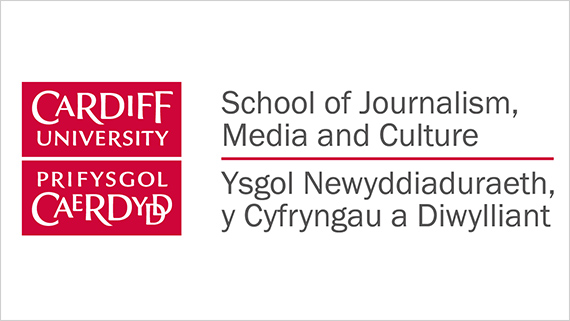 CARDIFF
UNIVERSITY
PRIFYSGOL
CAERDYDD
School of Journalism,
Media and Culture
Ysgol Newyddiaduraeth,
y Cyfryngau a Diwylliant